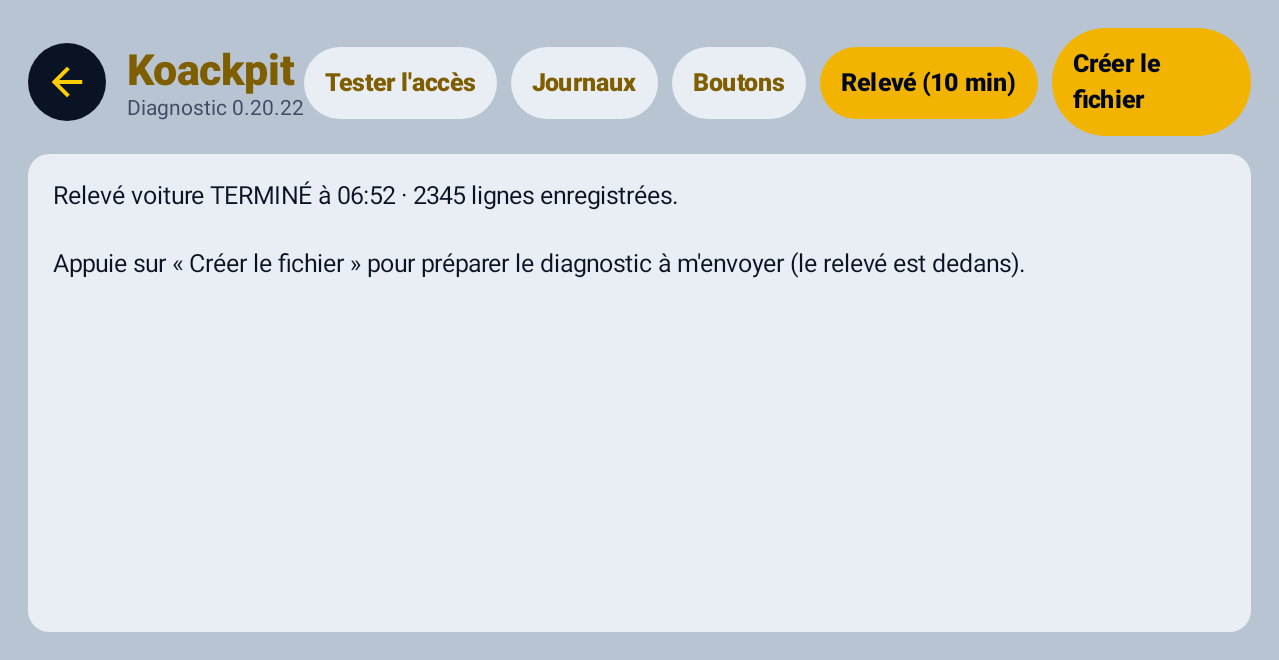 Koackpit
Diagnostic 0.20.22
Tester l'accès
Journaux
Boutons
Relevé (10 min)
Créer le
fichier
Relevé voiture TERMINÉ à 06:52 · 2345 lignes enregistrées.
Appuie sur « Créer le fichier » pour préparer le diagnostic à m'envoyer (le relevé est dedans).